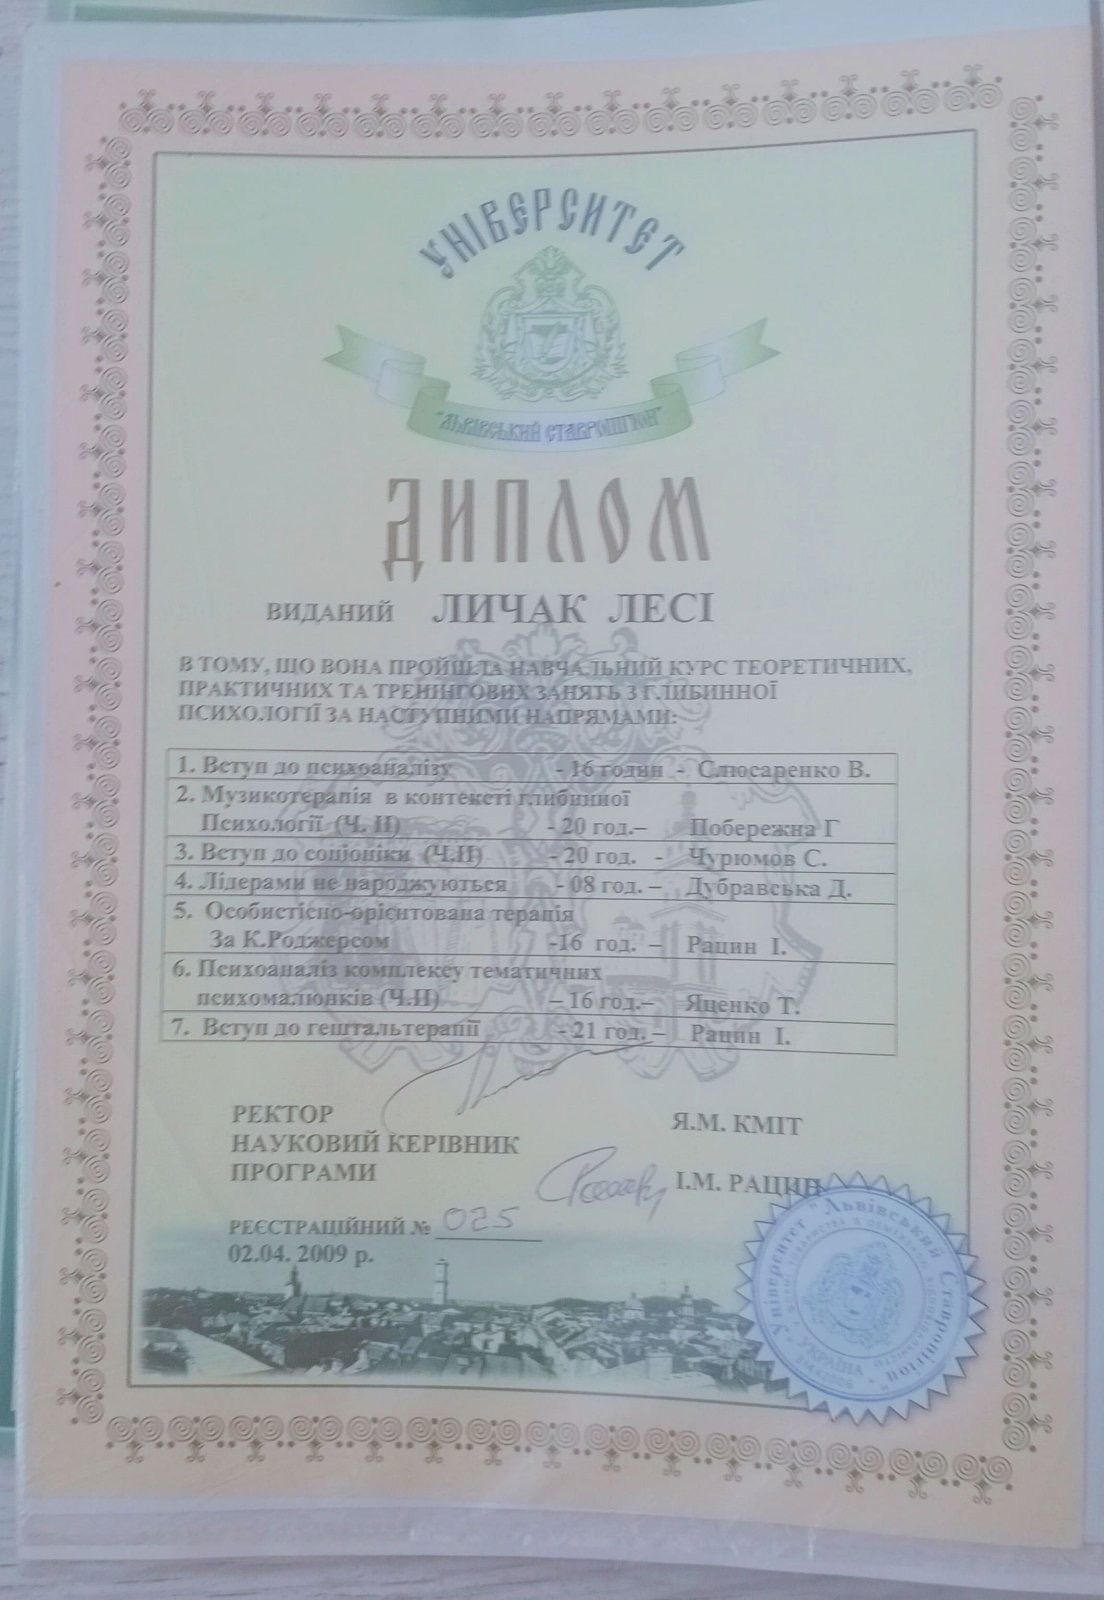 УНІВЕРСИТЕТ
"ЛЬВІВСЬКИЙ СТАВРОПІГІОН"
ДИПЛОМ
ВИДАНИЙ ЛИЧАК ЛЕСІ
В ТОМУ, ЩО ВОНА ПРОЙШЛА НАВЧАЛЬНИЙ КУРС ТЕОРЕТИЧНИХ,
ПРАКТИЧНИХ ТА ТРЕНІНГОВИХ ЗАНЯТЬ З ГЛИБИННОЇ
ПСИХОЛОГІЇ ЗА НАСТУПНИМИ НАПРЯМАМИ:
1. Вступ до психоаналізу - 16 годин - Слюсаренко В.
2. Музикотерапія в контексті глибинної
Психології (Ч. ІІ) - 20 год.– Побережна Г
3. Вступ до соціоніки (Ч.ІІ) - 20 год. - Чурюмов С.
4. Лідерами не народжуються - 08 год. – Дубравська Д.
5. Особистісно-орієнтована терапія
За К.Роджерсом -16 год. – Рацин І.
6. Психоаналіз комплексу тематичних
психомалюнків (Ч.ІІ) – 16 год.– Яценко Т.
7. Вступ до гештальтерапії - 21 год. – Рацин І.
РЕКТОР Я.М. КМІТ
НАУКОВИЙ КЕРІВНИК
ПРОГРАМИ І.М. РАЦИН
РЕЄСТРАЦІЙНИЙ № 025
02.04. 2009 р.
Університет "Львівський Ставропігіон"
УКРАЇНА